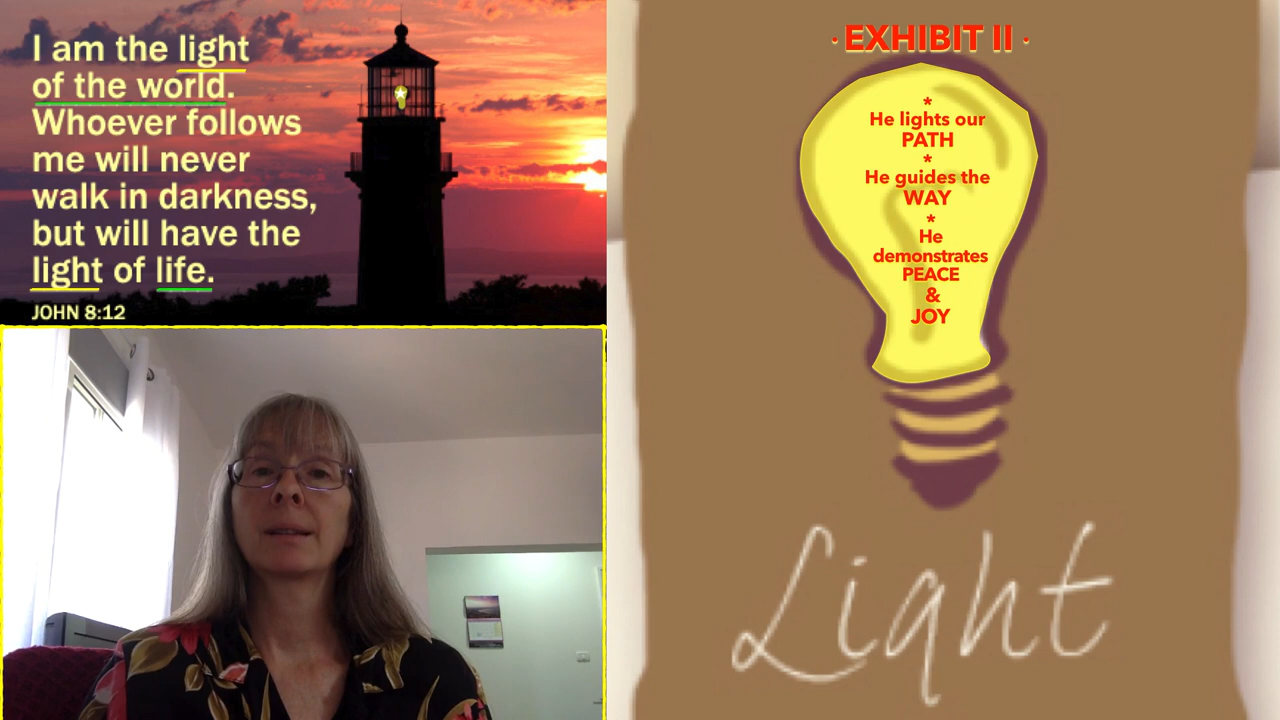 I am the light
of the world.
Whoever follows
me will never
walk in darkness,
but will have the
light of life.
JOHN 8:12
· EXHIBIT II ·
*
He lights our
PATH
*
He guides the
WAY
*
He
demonstrates
PEACE
&
JOY
Light